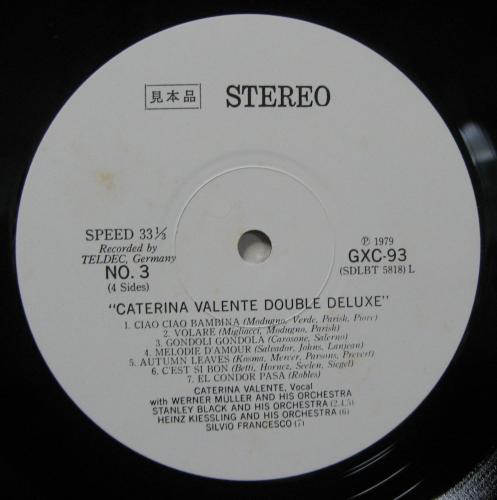 見本品 STEREO
SPEED 33⅓
Recorded by
TELDEC, Germany
NO. 3
(4 Sides)
Ⓟ 1979
GXC-93
(SDLBT 5818) L
"CATERINA VALENTE DOUBLE DELUXE"
1. CIAO CIAO BAMBINA (Modugno, Verde, Parish, Piore)
2. VOLARE (Migliacci, Modugno, Parish)
3. GONDOLI GONDOLA (Carosone, Salerno)
4. MELODIE D'AMOUR (Salvador, Johns, Lanjean)
5. AUTUMN LEAVES (Kosma, Mercer, Parsons, Prevert)
6. C'EST SI BON (Betti, Hornez, Seelen, Siegel)
7. EL CONDOR PASA (Robles)
CATERINA VALENTE, Vocal
with WERNER MULLER AND HIS ORCHESTRA
STANLEY BLACK AND HIS ORCHESTRA (2.4.5)
HEINZ KIESSLING AND HIS ORCHESTRA (6)
SILVIO FRANCESCO (7)